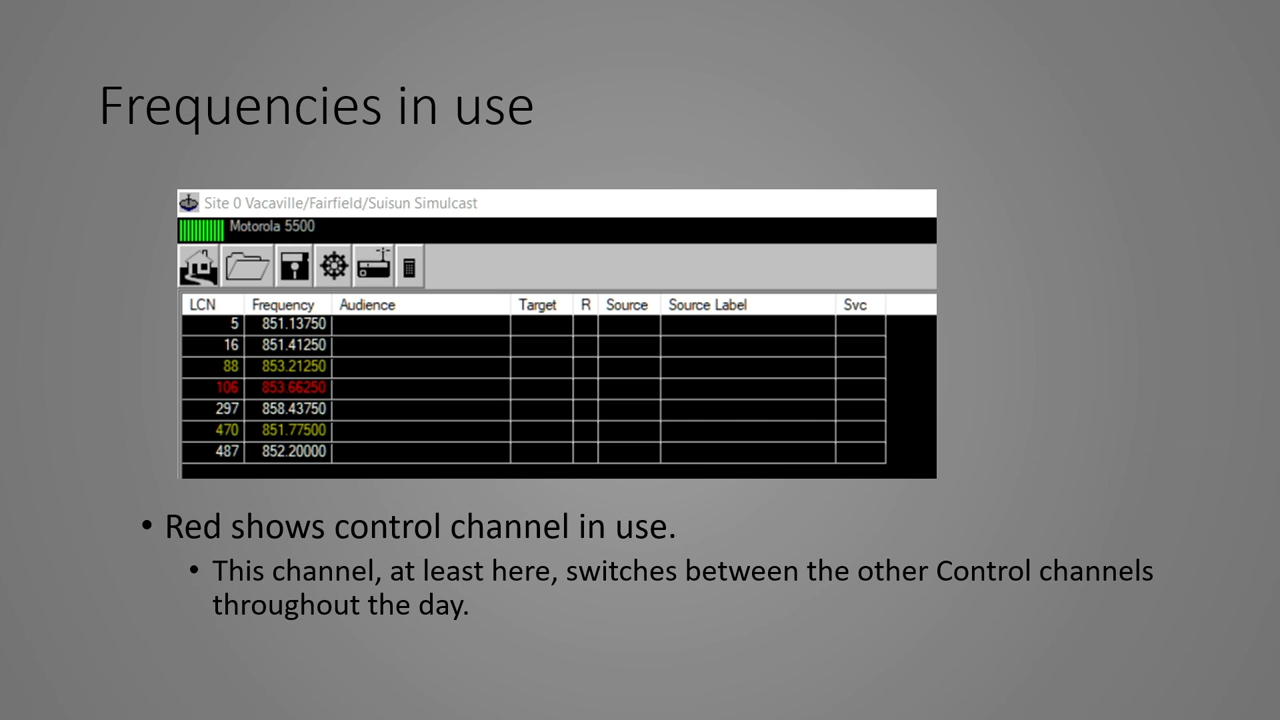 Frequencies in use
Site 0 Vacaville/Fairfield/Suisun Simulcast
Motorola 5500
LCN Frequency Audience Target R Source Source Label Svc
5 851.13750
16 851.41250
88 853.21250
106 853.66250
297 858.43750
470 851.77500
487 852.20000
• Red shows control channel in use.
• This channel, at least here, switches between the other Control channels
throughout the day.